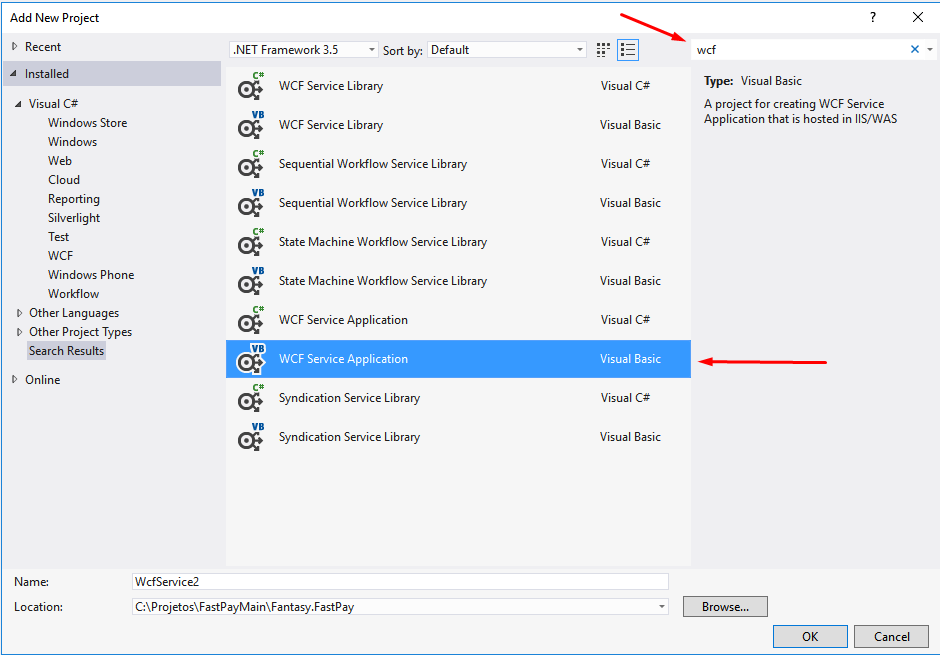 Add New Project
?
Recent
.NET Framework 3.5
Sort by: Default
wcf
Installed
Visual C#
Windows Store
Windows
Web
Cloud
Reporting
Silverlight
Test
WCF
Windows Phone
Workflow
Other Languages
Other Project Types
Search Results
Online
C# WCF Service Library Visual C#
VB WCF Service Library Visual Basic
C# Sequential Workflow Service Library Visual C#
VB Sequential Workflow Service Library Visual Basic
C# State Machine Workflow Service Library Visual C#
VB State Machine Workflow Service Library Visual Basic
C# WCF Service Application Visual C#
VB WCF Service Application Visual Basic
C# Syndication Service Library Visual C#
VB Syndication Service Library Visual Basic
Type: Visual Basic
A project for creating WCF Service
Application that is hosted in IIS/WAS
Name: WcfService2
Location: C:\Projetos\FastPayMain\Fantasy.FastPay
Browse...
OK
Cancel